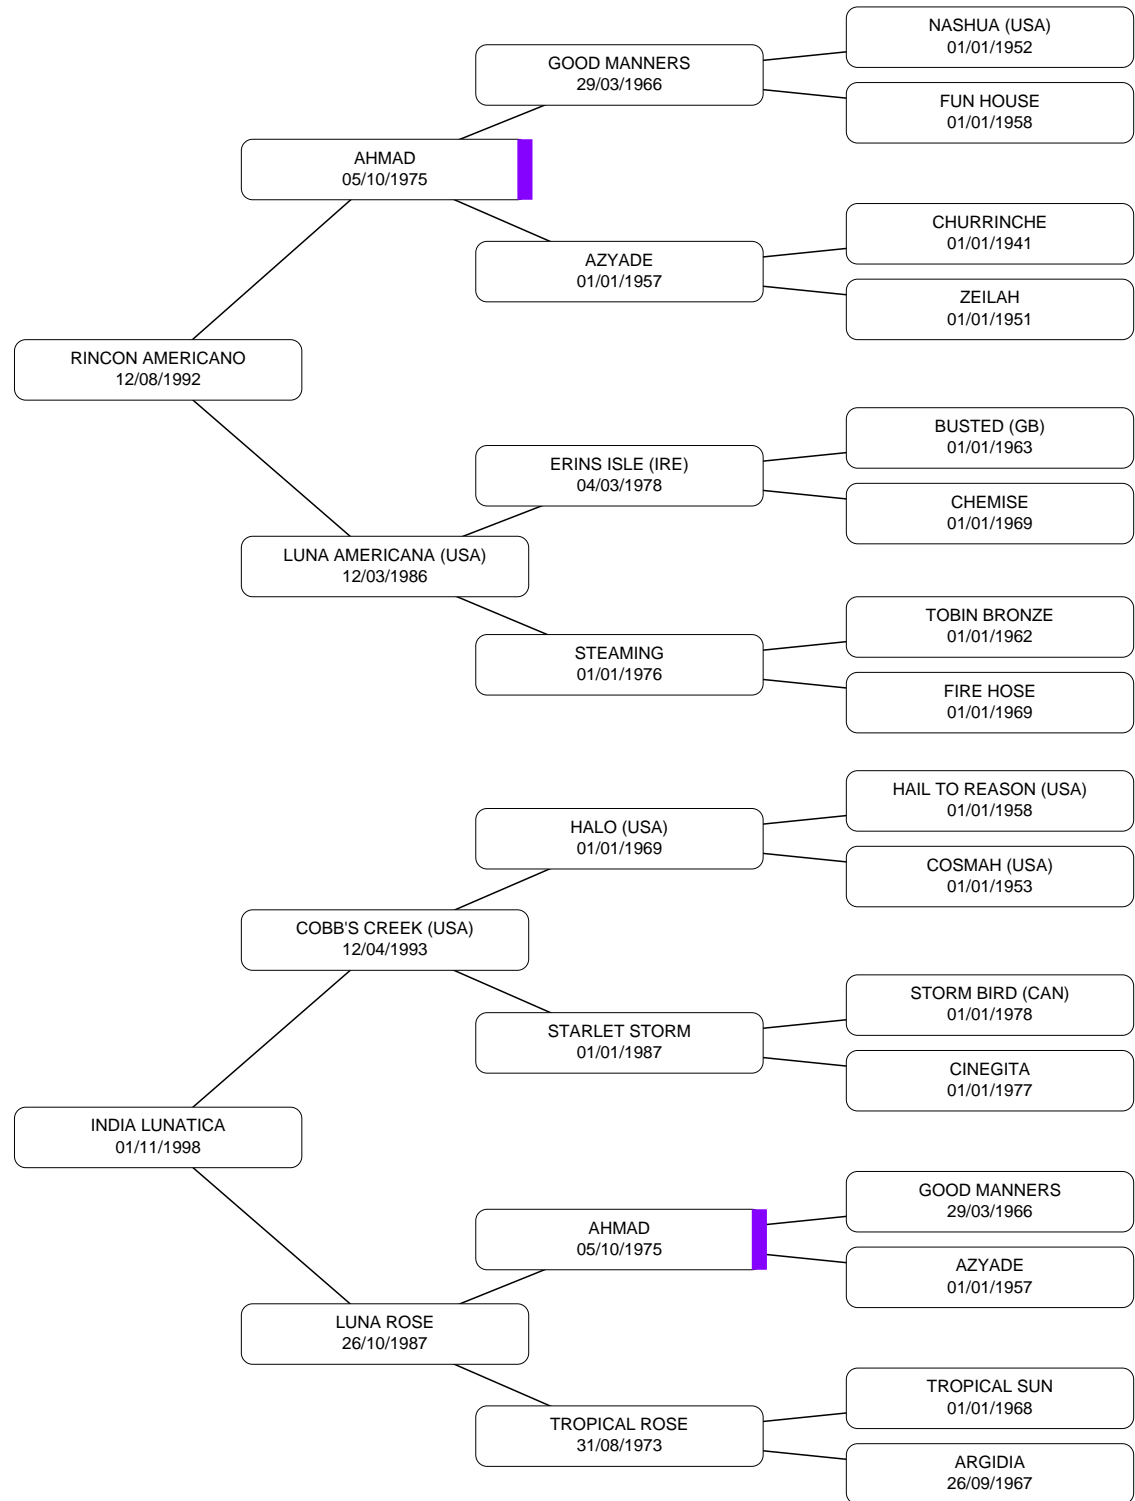 NASHUA (USA)
01/01/1952
GOOD MANNERS
29/03/1966
FUN HOUSE
01/01/1958
AHMAD
05/10/1975
CHURRINCHE
01/01/1941
AZYADE
01/01/1957
ZEILAH
01/01/1951
RINCON AMERICANO
12/08/1992
BUSTED (GB)
01/01/1963
ERINS ISLE (IRE)
04/03/1978
CHEMISE
01/01/1969
LUNA AMERICANA (USA)
12/03/1986
TOBIN BRONZE
01/01/1962
STEAMING
01/01/1976
FIRE HOSE
01/01/1969
HAIL TO REASON (USA)
01/01/1958
HALO (USA)
01/01/1969
COSMAH (USA)
01/01/1953
COBB'S CREEK (USA)
12/04/1993
STORM BIRD (CAN)
01/01/1978
STARLET STORM
01/01/1987
CINEGITA
01/01/1977
INDIA LUNATICA
01/11/1998
GOOD MANNERS
29/03/1966
AHMAD
05/10/1975
AZYADE
01/01/1957
LUNA ROSE
26/10/1987
TROPICAL SUN
01/01/1968
TROPICAL ROSE
31/08/1973
ARGIDIA
26/09/1967